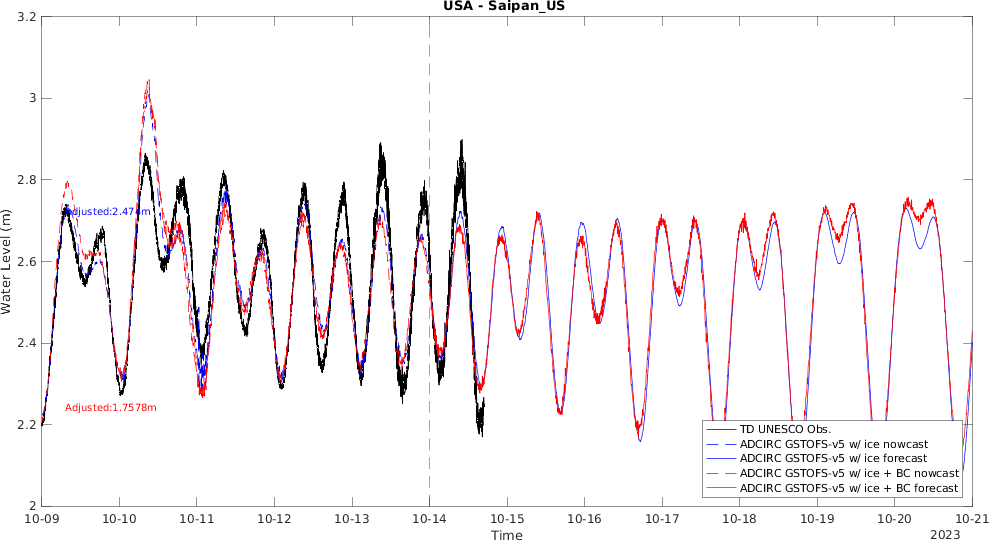 USA - Saipan_US
3.2
3
2.8
2.6
2.4
2.2
2
Water Level (m)
Adjusted:2.474m
Adjusted:1.7578m
TD UNESCO Obs.
ADCIRC GSTOFS-v5 w/ ice nowcast
ADCIRC GSTOFS-v5 w/ ice forecast
ADCIRC GSTOFS-v5 w/ ice + BC nowcast
ADCIRC GSTOFS-v5 w/ ice + BC forecast
10-09 10-10 10-11 10-12 10-13 10-14 10-15 10-16 10-17 10-18 10-19 10-20 10-21
Time
2023